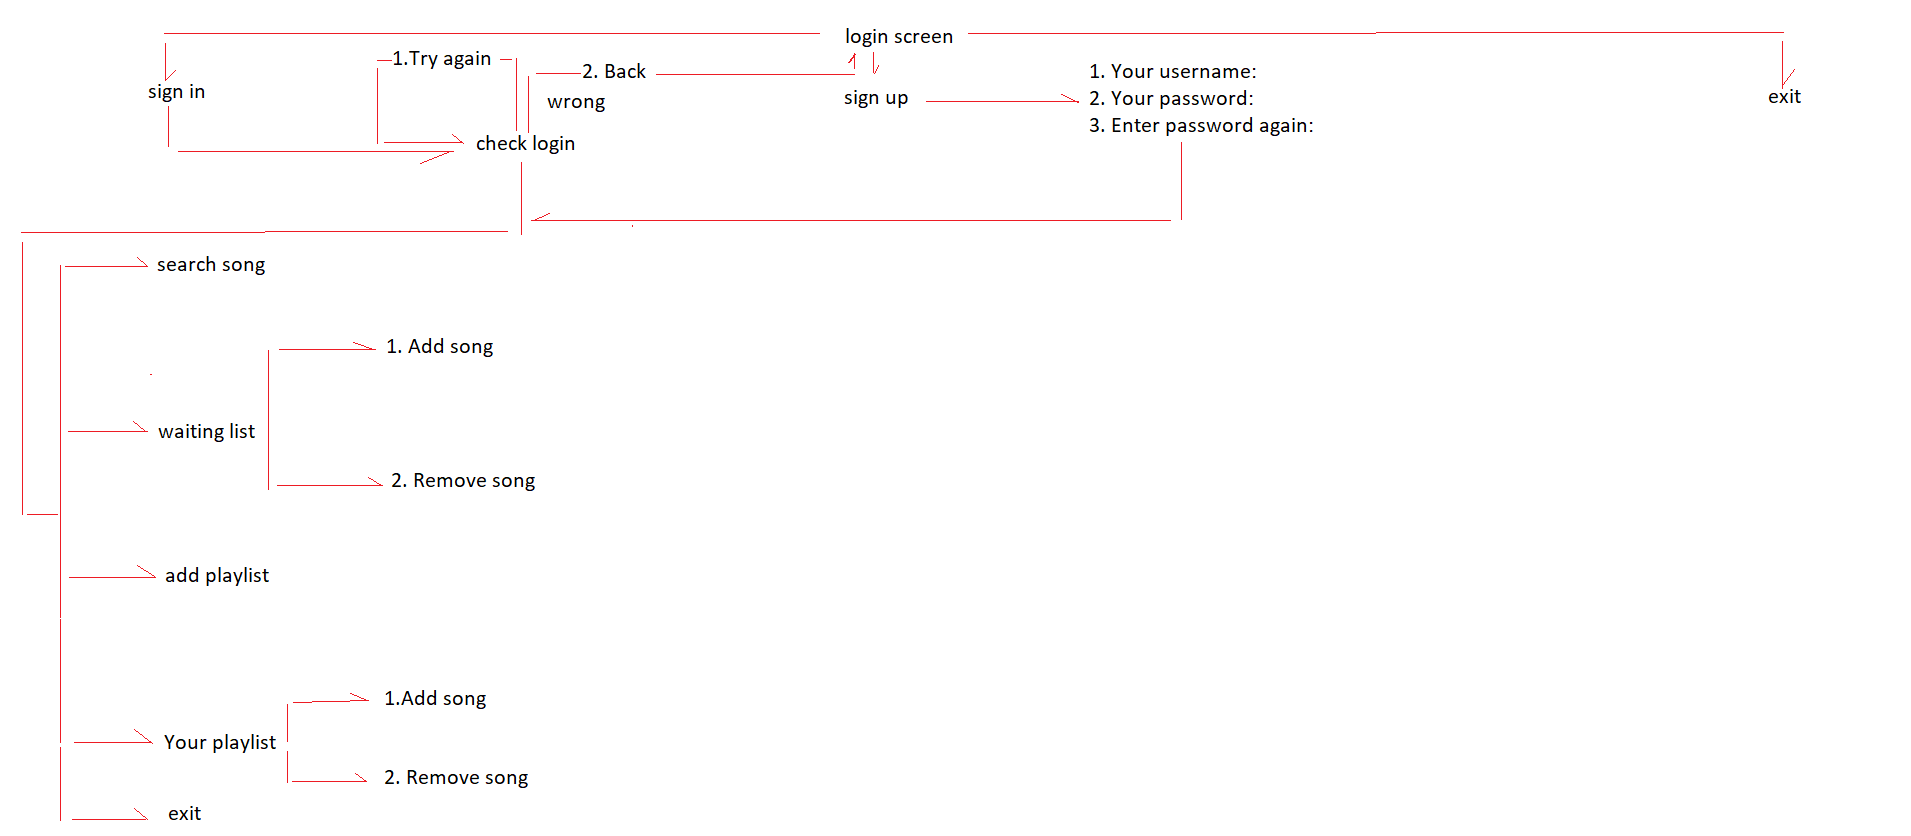 login screen
1.Try again
2. Back
1. Your username:
sign in
wrong
sign up
2. Your password:
exit
3. Enter password again:
check login
search song
1. Add song
waiting list
2. Remove song
add playlist
1.Add song
Your playlist
2. Remove song
exit